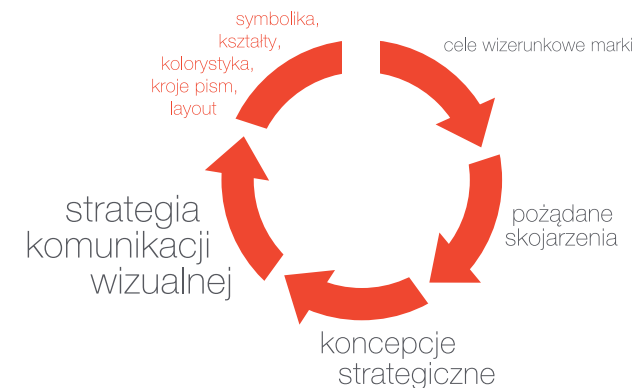 symbolika,
kształty,
kolorystyka,
kroje pism,
layout
cele wizerunkowe marki
pożądane
skojarzenia
koncepcje
strategiczne
strategia
komunikacji
wizualnej